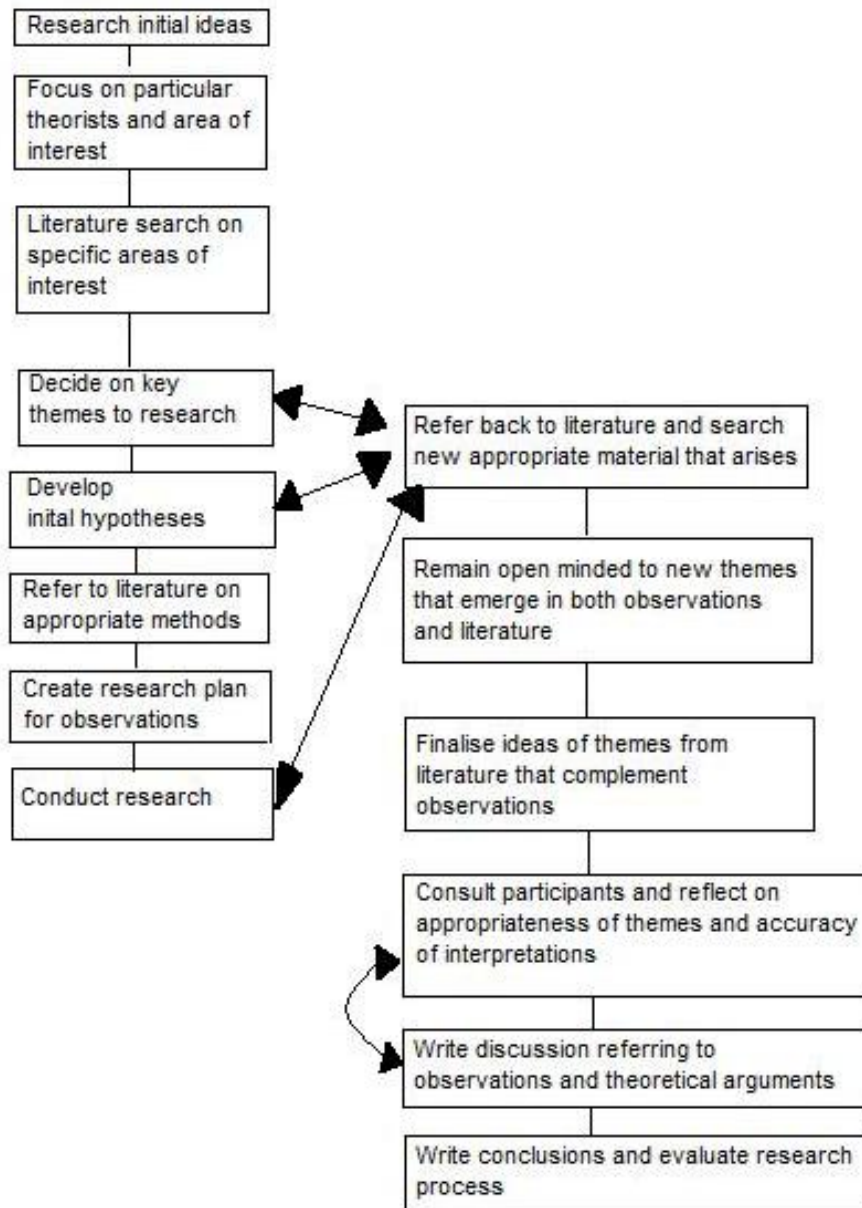 Research initial ideas
Focus on particular
theorists and area of
interest
Literature search on
specific areas of
interest
Decide on key
themes to research
Develop
inital hypotheses
Refer to literature on
appropriate methods
Create research plan
for observations
Conduct research
Refer back to literature and search
new appropriate material that arises
Remain open minded to new themes
that emerge in both observations
and literature
Finalise ideas of themes from
literature that complement
observations
Consult participants and reflect on
appropriateness of themes and accuracy
of interpretations
Write discussion referring to
observations and theoretical arguments
Write conclusions and evaluate research
process